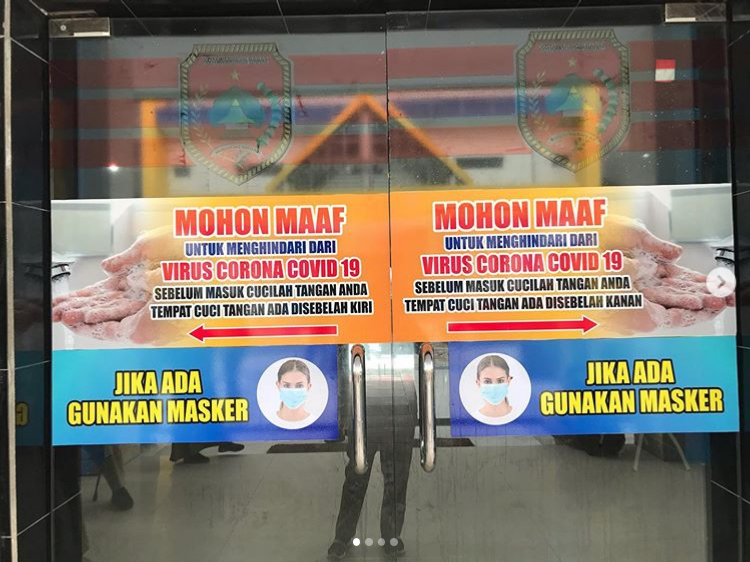 MOHON MAAF
UNTUK MENGHINDARI DARI
VIRUS CORONA COVID 19
SEBELUM MASUK CUCILAH TANGAN ANDA
TEMPAT CUCI TANGAN ADA DISEBELAH KIRI
JIKA ADA
GUNAKAN MASKER
MOHON MAAF
UNTUK MENGHINDARI DARI
VIRUS CORONA COVID 19
SEBELUM MASUK CUCILAH TANGAN ANDA
TEMPAT CUCI TANGAN ADA DISEBELAH KANAN
JIKA ADA
GUNAKAN MASKER